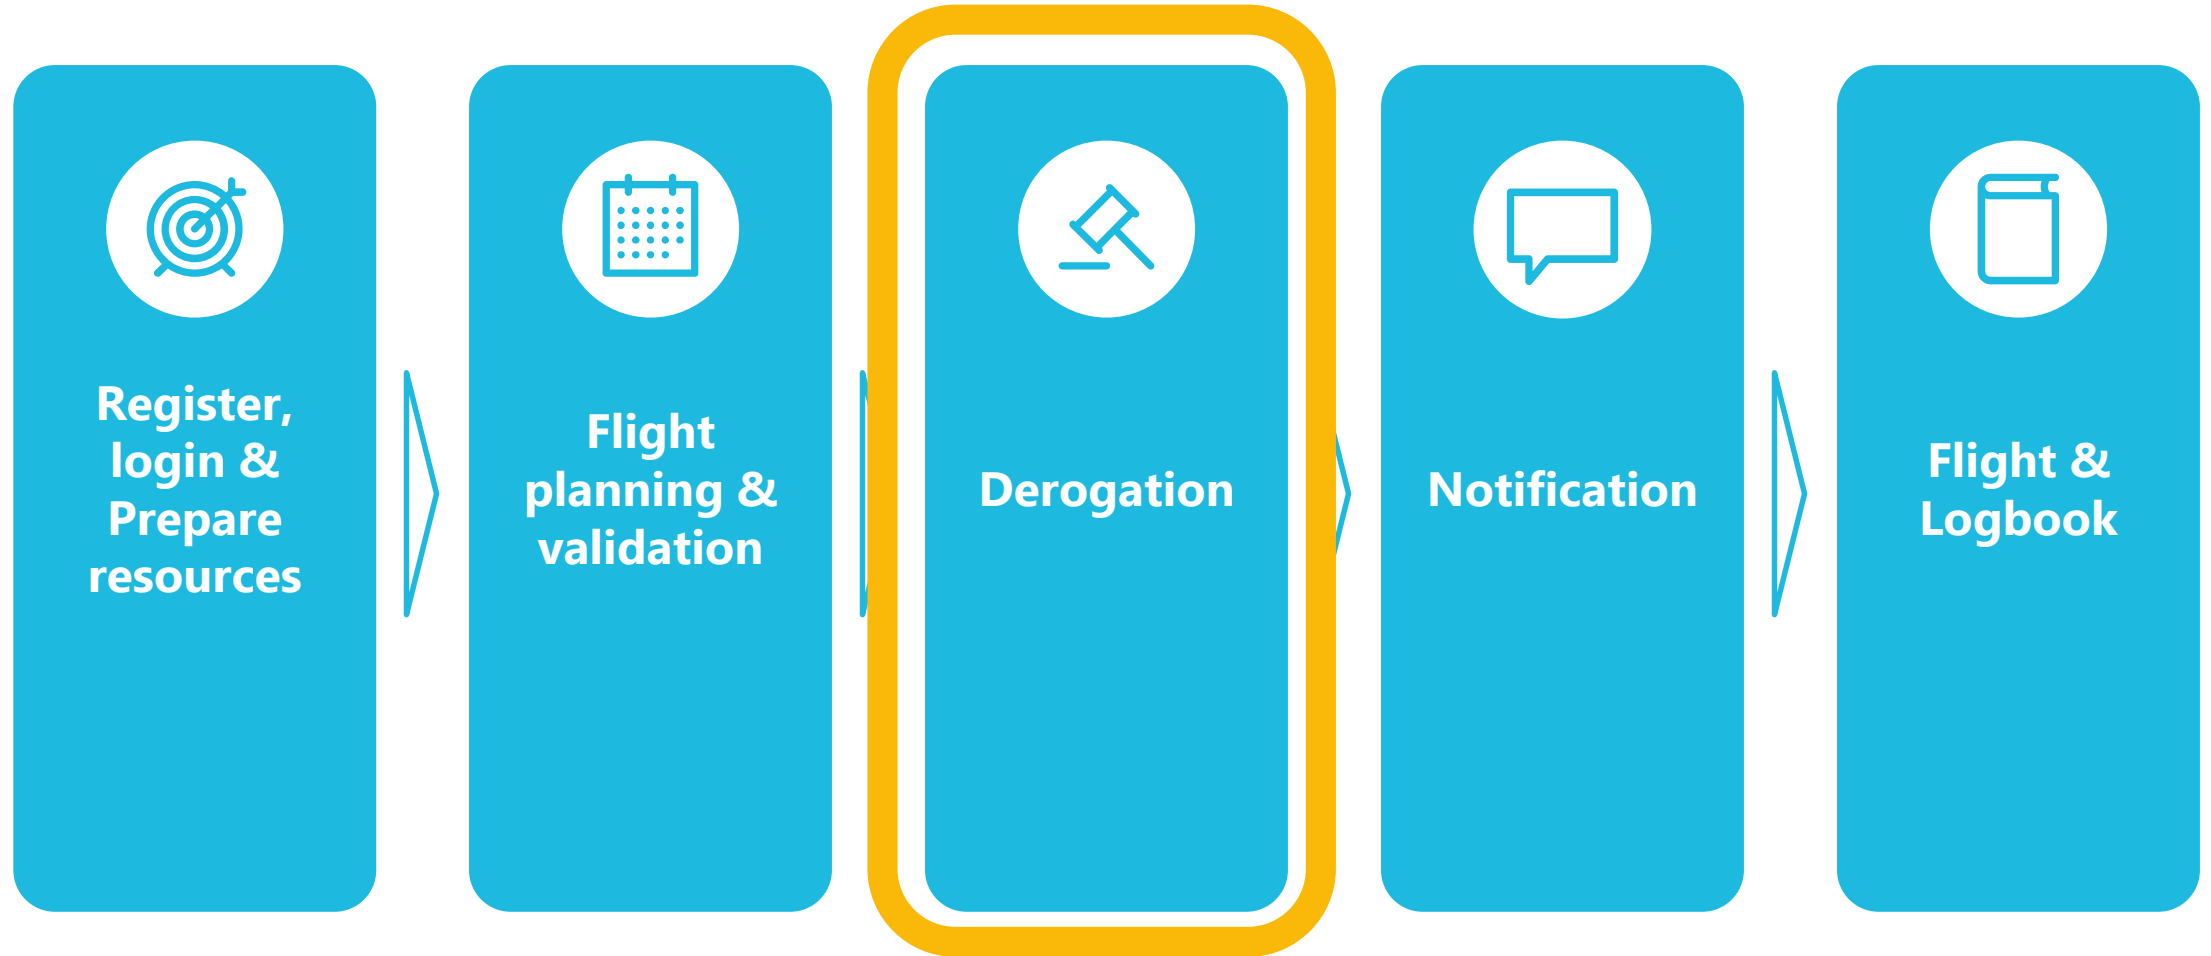 Register,
login &
Prepare
resources
Flight
planning &
validation
Derogation
Notification
Flight &
Logbook